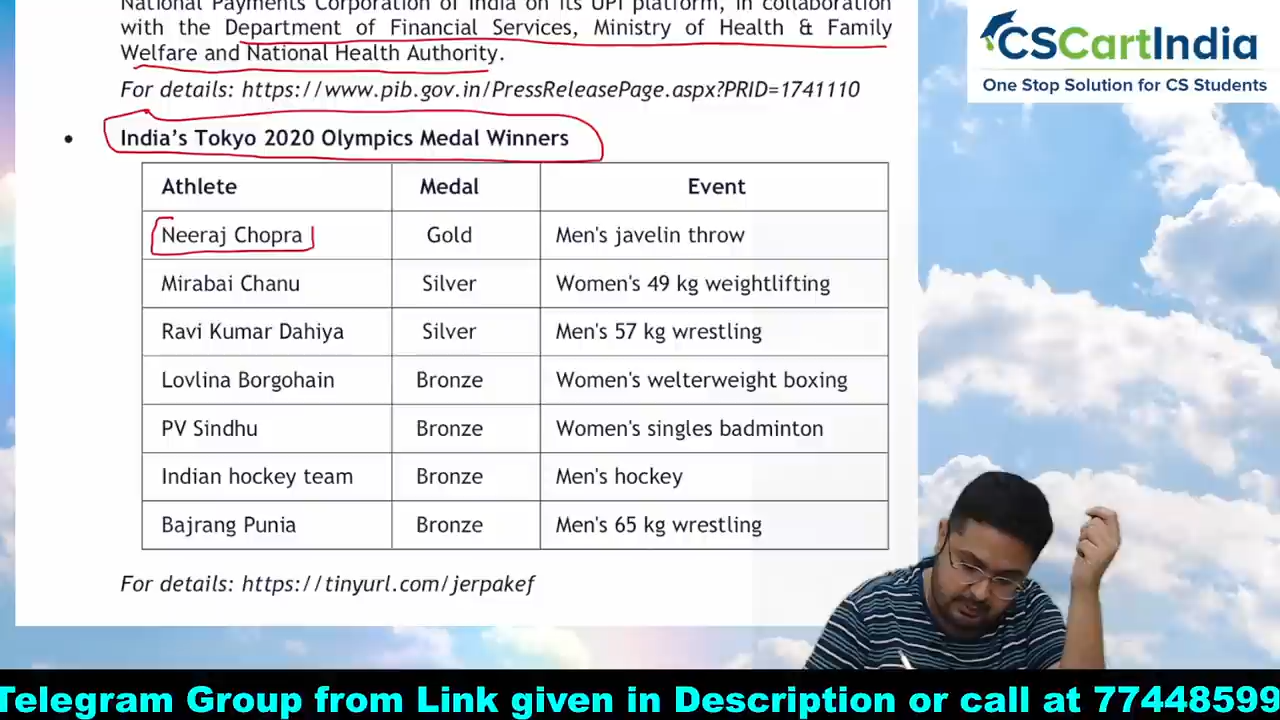 National Payments Corporation of India on its UPI platform, in collaboration
with the Department of Financial Services, Ministry of Health & Family
Welfare and National Health Authority.
For details: https://www.pib.gov.in/PressReleasePage.aspx?PRID=1741110
CSCartIndia
One Stop Solution for CS Students
• India's Tokyo 2020 Olympics Medal Winners
Athlete Medal Event
Neeraj Chopra Gold Men's javelin throw
Mirabai Chanu Silver Women's 49 kg weightlifting
Ravi Kumar Dahiya Silver Men's 57 kg wrestling
Lovlina Borgohain Bronze Women's welterweight boxing
PV Sindhu Bronze Women's singles badminton
Indian hockey team Bronze Men's hockey
Bajrang Punia Bronze Men's 65 kg wrestling
For details: https://tinyurl.com/jerpakef
Telegram Group from Link given in Description or call at 77448599